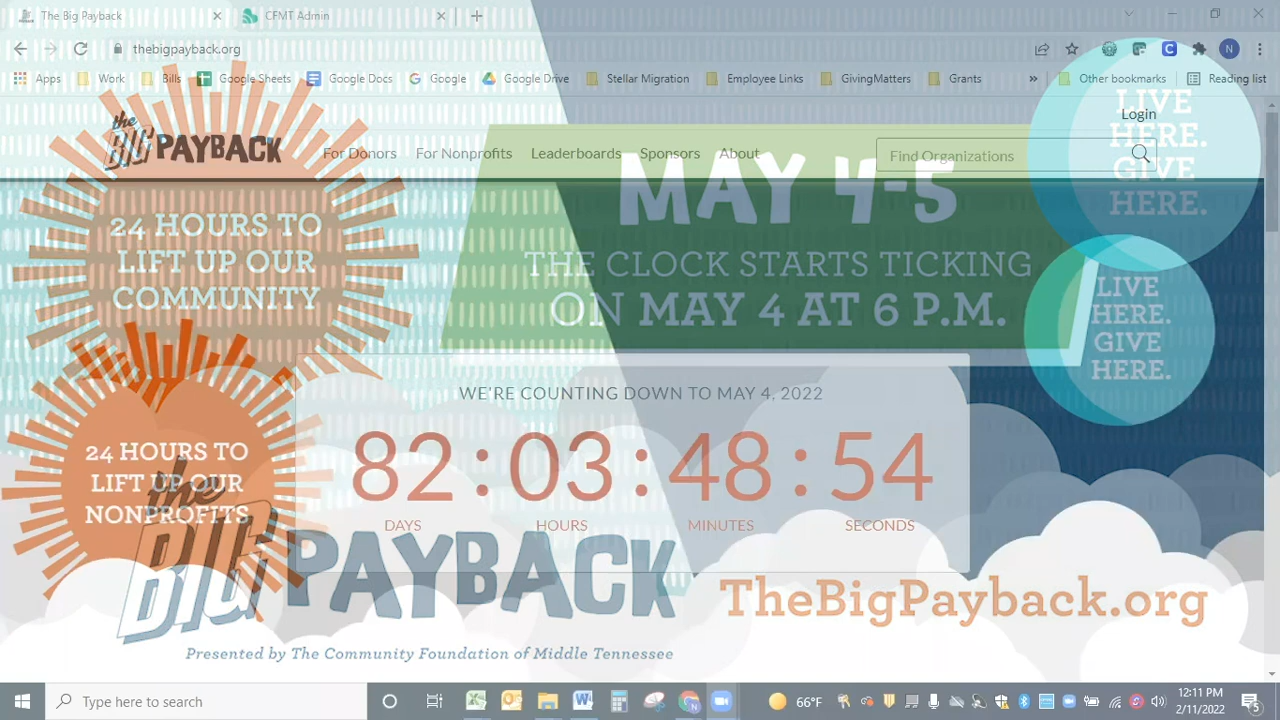 The Big Payback
CFMT Admin
thebigpayback.org
N
Apps
Work
Bills
Google Sheets
Google Docs
Google
Google Drive
Stellar Migration
Employee Links
GivingMatters
Grants
»
Other bookmarks
Reading list
LIVE
HERE.
GIVE
HERE.
Login
the
BIG PAYBACK
For Donors
For Nonprofits
Leaderboards
Sponsors
About
Find Organizations
MAY 4-5
THE CLOCK STARTS TICKING
ON MAY 4 AT 6 P.M.
24 HOURS TO
LIFT UP OUR
COMMUNITY
LIVE
HERE.
GIVE
HERE.
WE'RE COUNTING DOWN TO MAY 4, 2022
82 : 03 : 48 : 54
DAYS
HOURS
MINUTES
SECONDS
24 HOURS TO
LIFT UP OUR
NONPROFITS
the
BIG PAYBACK
TheBigPayback.org
Presented by The Community Foundation of Middle Tennessee
Type here to search
66°F
12:11 PM
2/11/2022
5